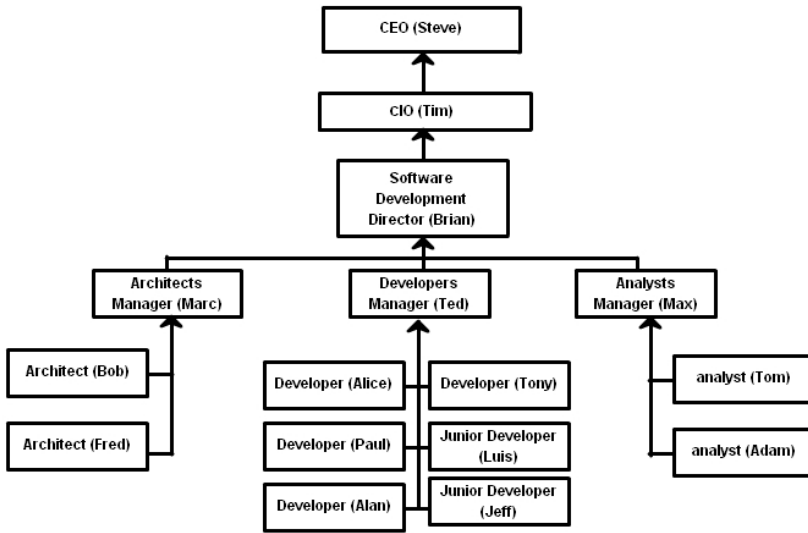 CEO (Steve)
CIO (Tim)
Software
Development
Director (Brian)
Architects
Manager (Marc)
Developers
Manager (Ted)
Analysts
Manager (Max)
Architect (Bob)
Developer (Alice)
Developer (Tony)
analyst (Tom)
Architect (Fred)
Developer (Paul)
Junior Developer
(Luis)
analyst (Adam)
Developer (Alan)
Junior Developer
(Jeff)